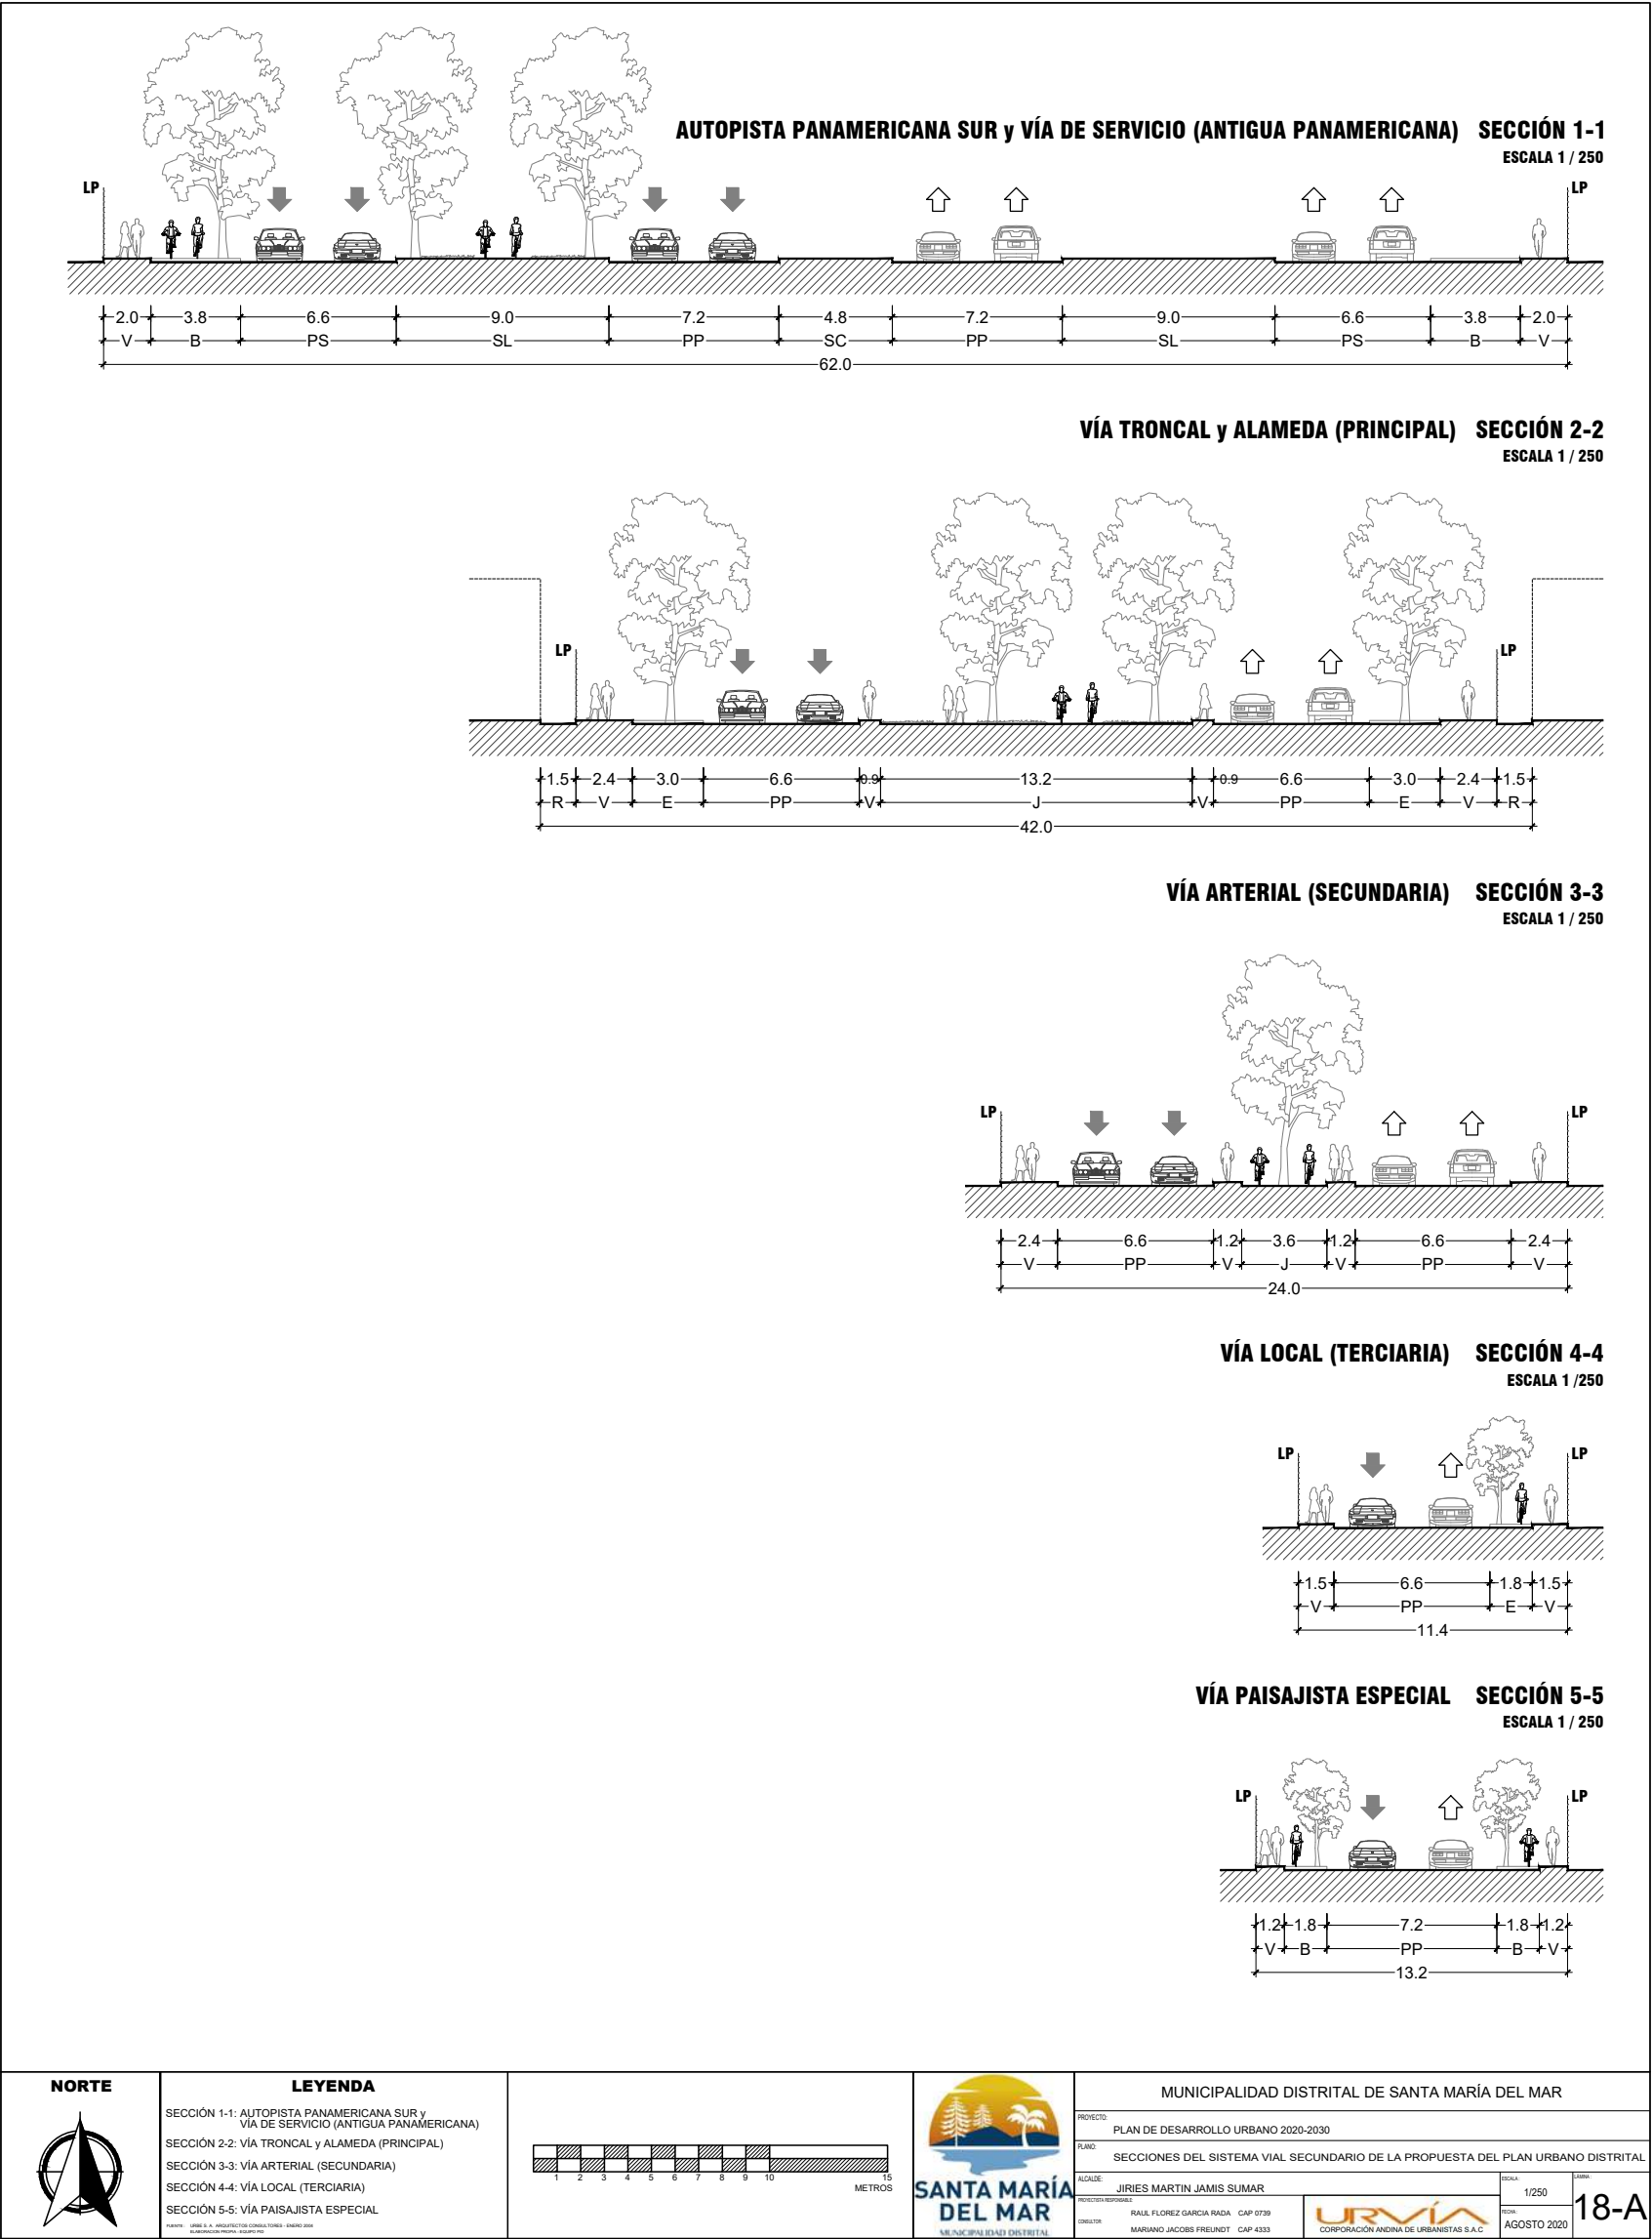 AUTOPISTA PANAMERICANA SUR y VÍA DE SERVICIO (ANTIGUA PANAMERICANA) SECCIÓN 1-1
ESCALA 1 / 250
LP LP
2.0 3.8 6.6 9.0 7.2 4.8 7.2 9.0 6.6 3.8 2.0
V B PS SL PP SC PP SL PS B V
62.0
VÍA TRONCAL y ALAMEDA (PRINCIPAL) SECCIÓN 2-2
ESCALA 1 / 250
LP LP
1.5 2.4 3.0 6.6 0.9 13.2 0.9 6.6 3.0 2.4 1.5
R V E PP V J V PP E V R
42.0
VÍA ARTERIAL (SECUNDARIA) SECCIÓN 3-3
ESCALA 1 / 250
LP LP
2.4 6.6 1.2 3.6 1.2 6.6 2.4
V PP V J V PP V
24.0
VÍA LOCAL (TERCIARIA) SECCIÓN 4-4
ESCALA 1 /250
LP LP
1.5 6.6 1.8 1.5
V PP E V
11.4
VÍA PAISAJISTA ESPECIAL SECCIÓN 5-5
ESCALA 1 / 250
LP LP
1.2 1.8 7.2 1.8 1.2
V B PP B V
13.2
NORTE
LEYENDA
SECCIÓN 1-1: AUTOPISTA PANAMERICANA SUR y
VÍA DE SERVICIO (ANTIGUA PANAMERICANA)
SECCIÓN 2-2: VÍA TRONCAL y ALAMEDA (PRINCIPAL)
SECCIÓN 3-3: VÍA ARTERIAL (SECUNDARIA)
SECCIÓN 4-4: VÍA LOCAL (TERCIARIA)
SECCIÓN 5-5: VÍA PAISAJISTA ESPECIAL
FUENTE: URBE S. A. ARQUITECTOS CONSULTORES - ENERO
ELABORACION PROPIA - EQUIPO
1 2 3 4 5 6 7 8 9 10 15
METROS
SANTA MARÍA
DEL MAR
MUNICIPALIDAD DISTRITAL
MUNICIPALIDAD DISTRITAL DE SANTA MARÍA DEL MAR
PROYECTO:
PLAN DE DESARROLLO URBANO 2020-2030
PLANO:
SECCIONES DEL SISTEMA VIAL SECUNDARIO DE LA PROPUESTA DEL PLAN URBANO DISTRITAL
ALCALDE:
JIRIES MARTIN JAMIS SUMAR
PROYECTISTA RESPONSABLE
RAUL FLOREZ GARCIA RADA CAP 0739
CONSULTOR:
MARIANO JACOBS FREUNDT CAP 4333
URVÍA
CORPORACIÓN ANDINA DE URBANISTAS S.A.C
ESCALA:
1/250
FECHA:
AGOSTO 2020
LÁMINA:
18-A